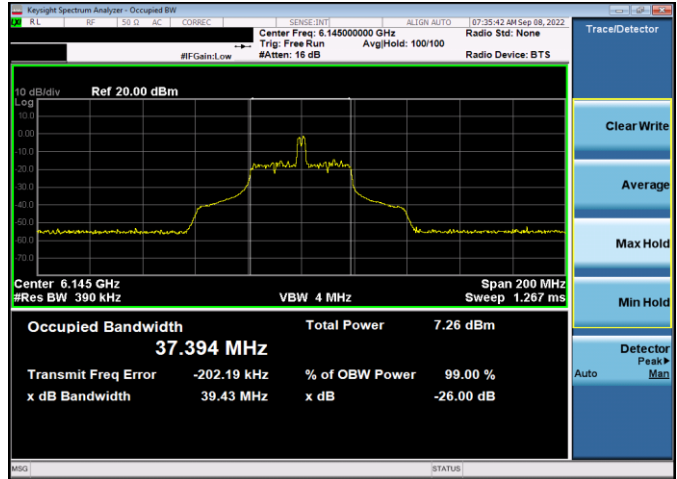 Keysight Spectrum Analyzer - Occupied BW
RL RF 50 Ω AC CORREC SENSE:INT ALIGN AUTO 07:35:42 AM Sep 08, 2022
Center Freq: 6.145000000 GHz Radio Std: None
Trig: Free Run Avg|Hold: 100/100
#IFGain:Low #Atten: 16 dB Radio Device: BTS
Trace/Detector
10 dB/div Ref 20.00 dBm
Log
10.0
0.00
-10.0
-20.0
-30.0
-40.0
-50.0
-60.0
-70.0
Center 6.145 GHz Span 200 MHz
#Res BW 390 kHz VBW 4 MHz Sweep 1.267 ms
Occupied Bandwidth Total Power 7.26 dBm
37.394 MHz
Transmit Freq Error -202.19 kHz % of OBW Power 99.00 %
x dB Bandwidth 39.43 MHz x dB -26.00 dB
Clear Write
Average
Max Hold
Min Hold
Detector
Peak▶
Auto Man
MSG STATUS